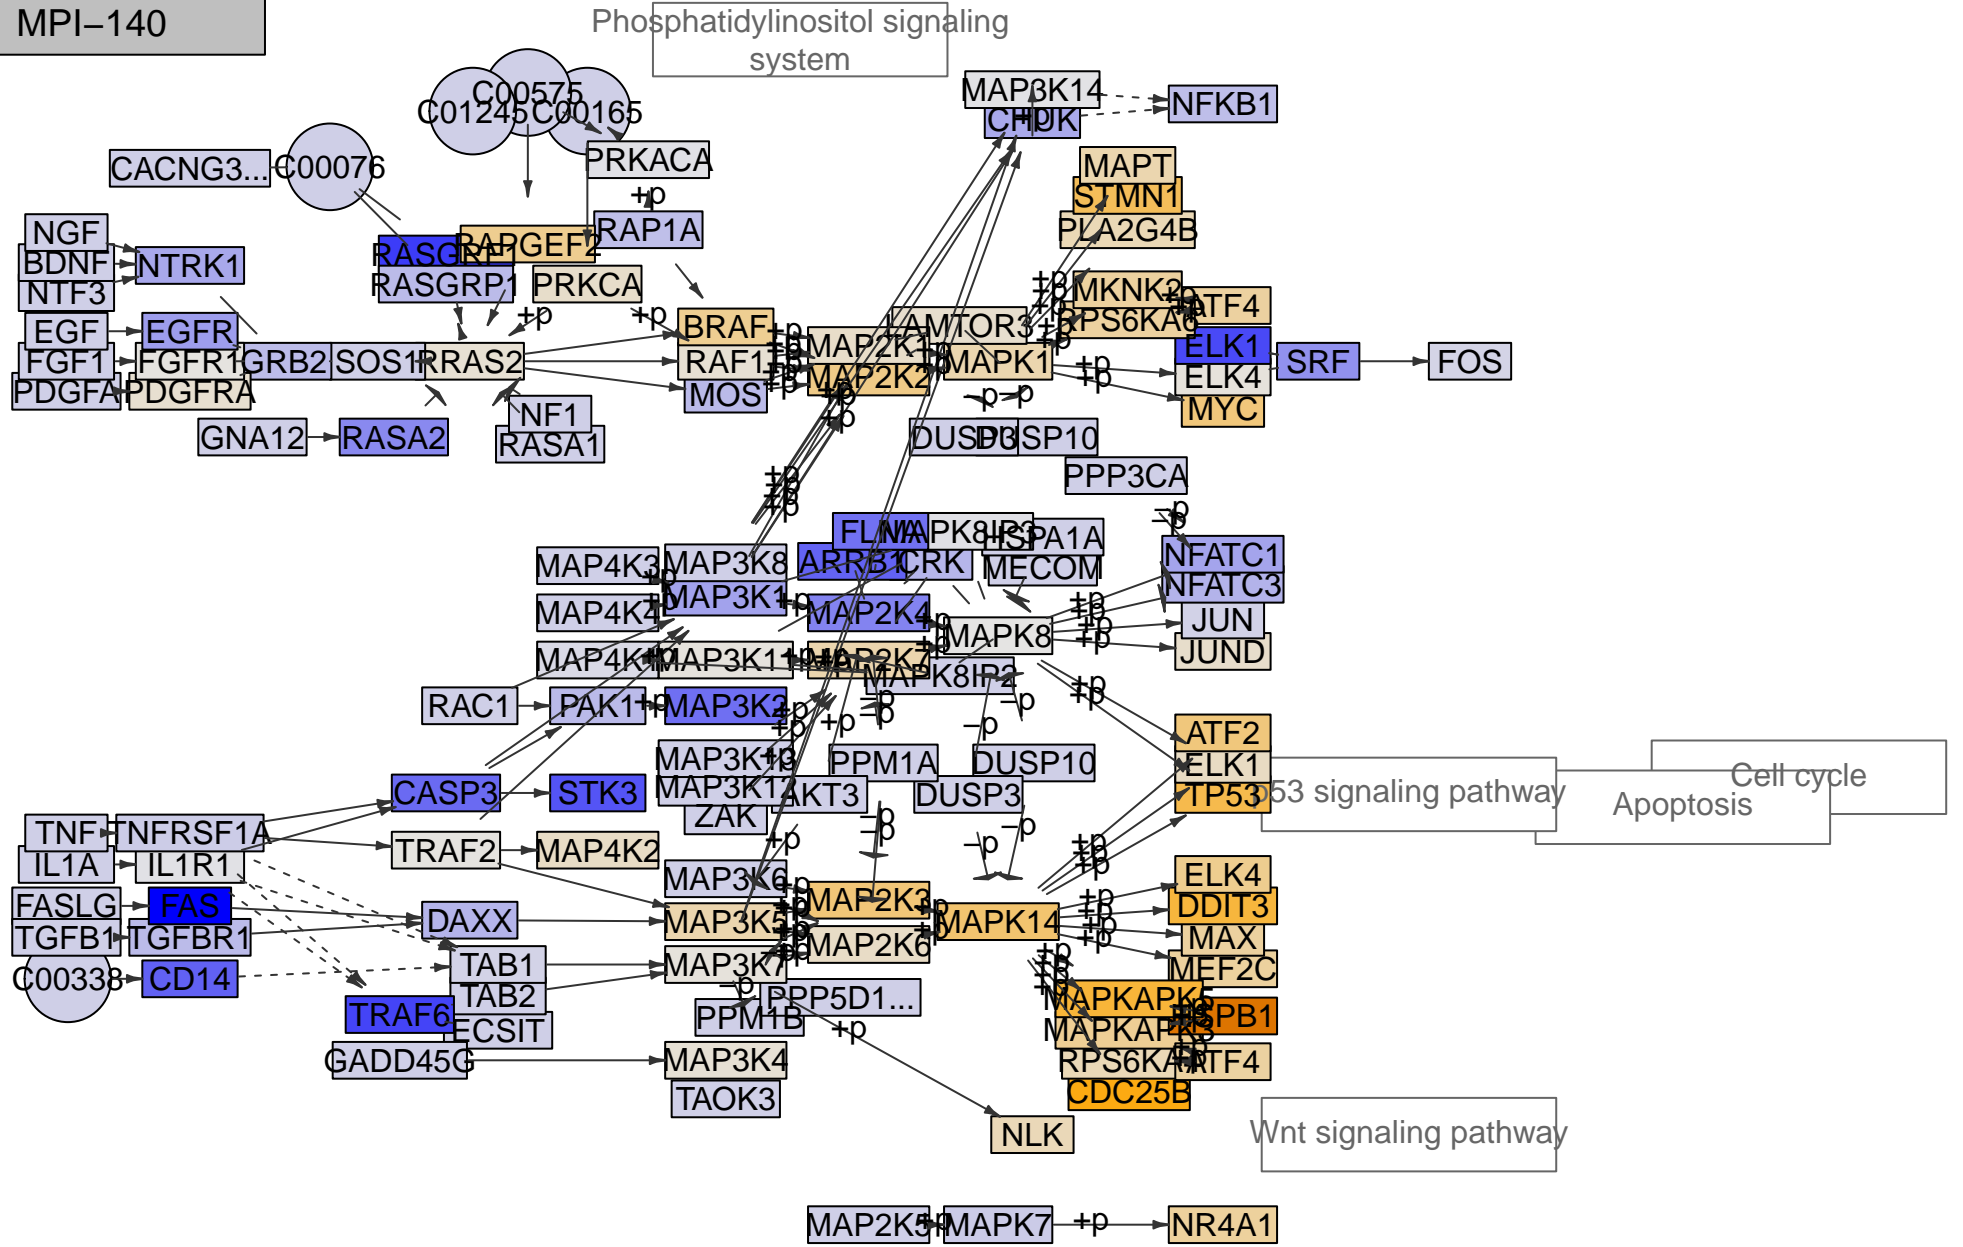 MPI−140
Phosphatidylinositol signaling
system
C00575
C01245
C00165
MAP3K14
NFKB1
CHUK
+p
CACNG3...
C00076
PRKACA
MAPT
STMN1
+p
NGF
RAP1A
PLA2G4B
RAPGEF2
BDNF
NTRK1
RASGRP1
PRKCA
NTF3
+p
+p
MKNK2
ATF4
RPS6KA6
EGF
EGFR
BRAF
+p
LAMTOR3
MAP2K1
ELK1
FGF1
FGFR1
GRB2
SOS1
RRAS2
RAF1
MAPK1
SRF
FOS
PDGFA
PDGFRA
MOS
MAP2K2
+p
ELK4
MYC
NF1
−p
−p
GNA12
RASA2
RASA1
DUSP3
DUSP10
PPP3CA
+p
+p
−p
−p
FLNA
MAPK8IP3
HSPA1A
MAP4K3
MAP3K8
ARRB1
CRK
MECOM
NFATC1
NFATC3
MAP4K4
MAP3K1
+p
MAP2K4
+p
+p
JUN
MAPK8
+p
JUND
MAP3K11
+p
MAP2K7
MAPK8IP2
RAC1
PAK1
+p
MAP3K2
+p
+p
−p
−p
−p
−p
+p
+p
ATF2
MAP3K13
+p
PPM1A
DUSP10
ELK1
Cell cycle
CASP3
STK3
MAP3K12
AKT3
DUSP3
TP53
p53 signaling pathway
Apoptosis
ZAK
TNF
TNFRSF1A
−p
−p
−p
−p
+p
+p
+p
IL1A
IL1R1
TRAF2
MAP4K2
+p
MAP3K6
ELK4
FASLG
FAS
DAXX
MAP3K5
+p
MAP2K3
+p
MAPK14
+p
DDIT3
TGFB1
TGFBR1
MAP2K6
+p
MAX
C00338
CD14
TAB1
MAP3K7
+p
MEF2C
TAB2
−p
PPP5D1...
TRAF6
ECSIT
PPM1B
+p
MAPKAPK3
GADD45G
MAP3K4
ATF4
TAOK3
CDC25B
NLK
Wnt signaling pathway
MAP2K5
+p
MAPK7
+p
NR4A1